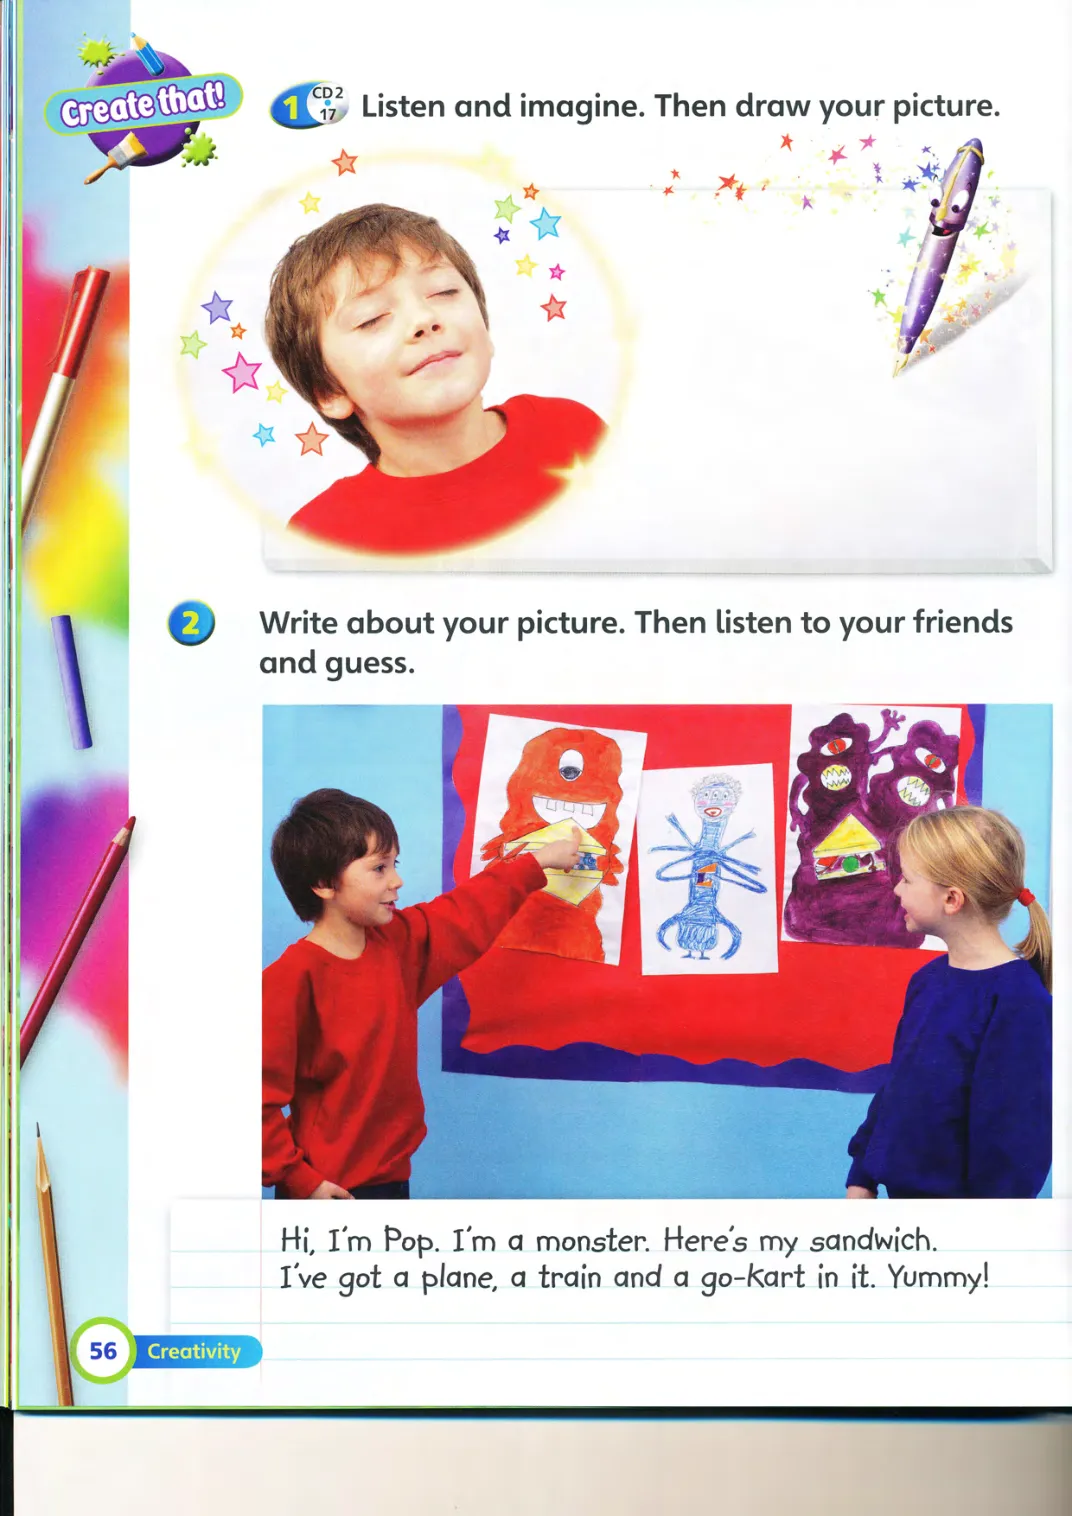 Create that!
1 CD2 17 Listen and imagine. Then draw your picture.
2 Write about your picture. Then listen to your friends
and guess.
Hi, I'm Pop. I'm a monster. Here's my sandwich.
I've got a plane, a train and a go-kart in it. Yummy!
56 Creativity